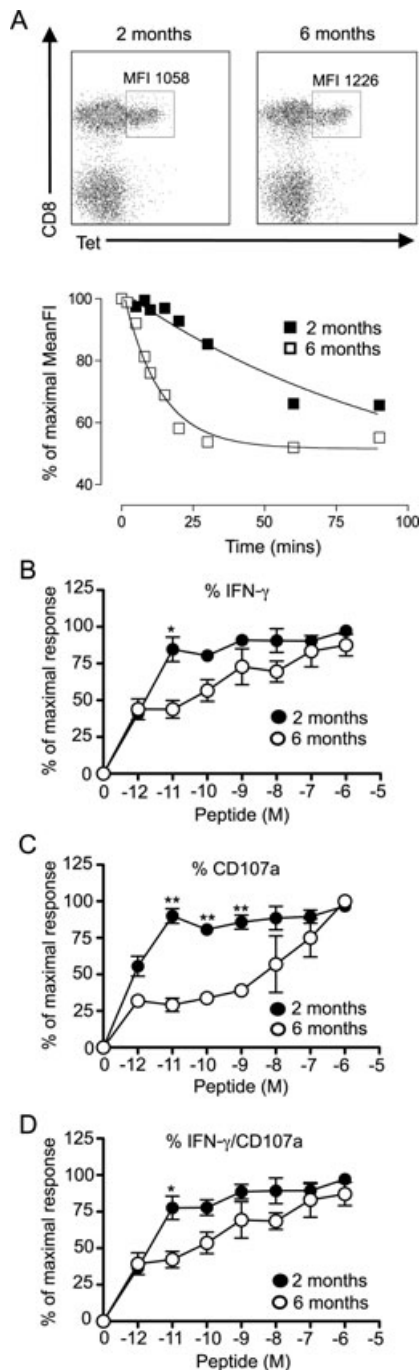 A
2 months 6 months
MFI 1058 MFI 1226
CD8
Tet
% of maximal MeanFI
100
80
60
40
2 months
6 months
0 25 50 75 100
Time (mins)
B
% IFN-γ
% of maximal response
125
100
75
50
25
0
*
2 months
6 months
0 -12 -11 -10 -9 -8 -7 -6 -5
Peptide (M)
C
% CD107a
% of maximal response
125
100
75
50
25
0
** ** **
2 months
6 months
0 -12 -11 -10 -9 -8 -7 -6 -5
Peptide (M)
D
% IFN-γ/CD107a
% of maximal response
125
100
75
50
25
0
*
2 months
6 months
0 -12 -11 -10 -9 -8 -7 -6 -5
Peptide (M)